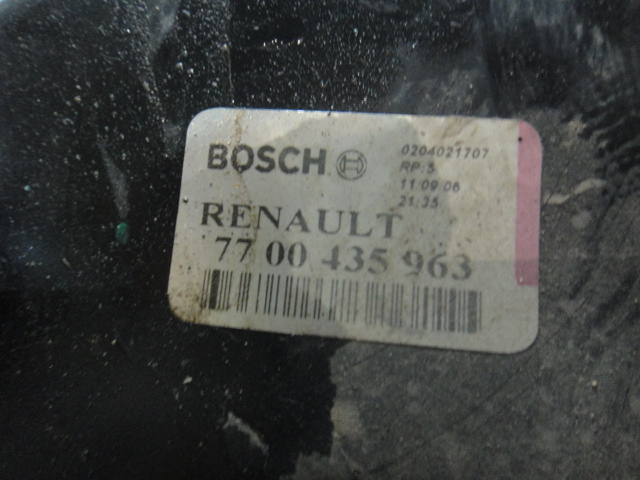 BOSCH
0204021707
RP:5
11.09.06
21:35
RENAULT
77 00 435 963